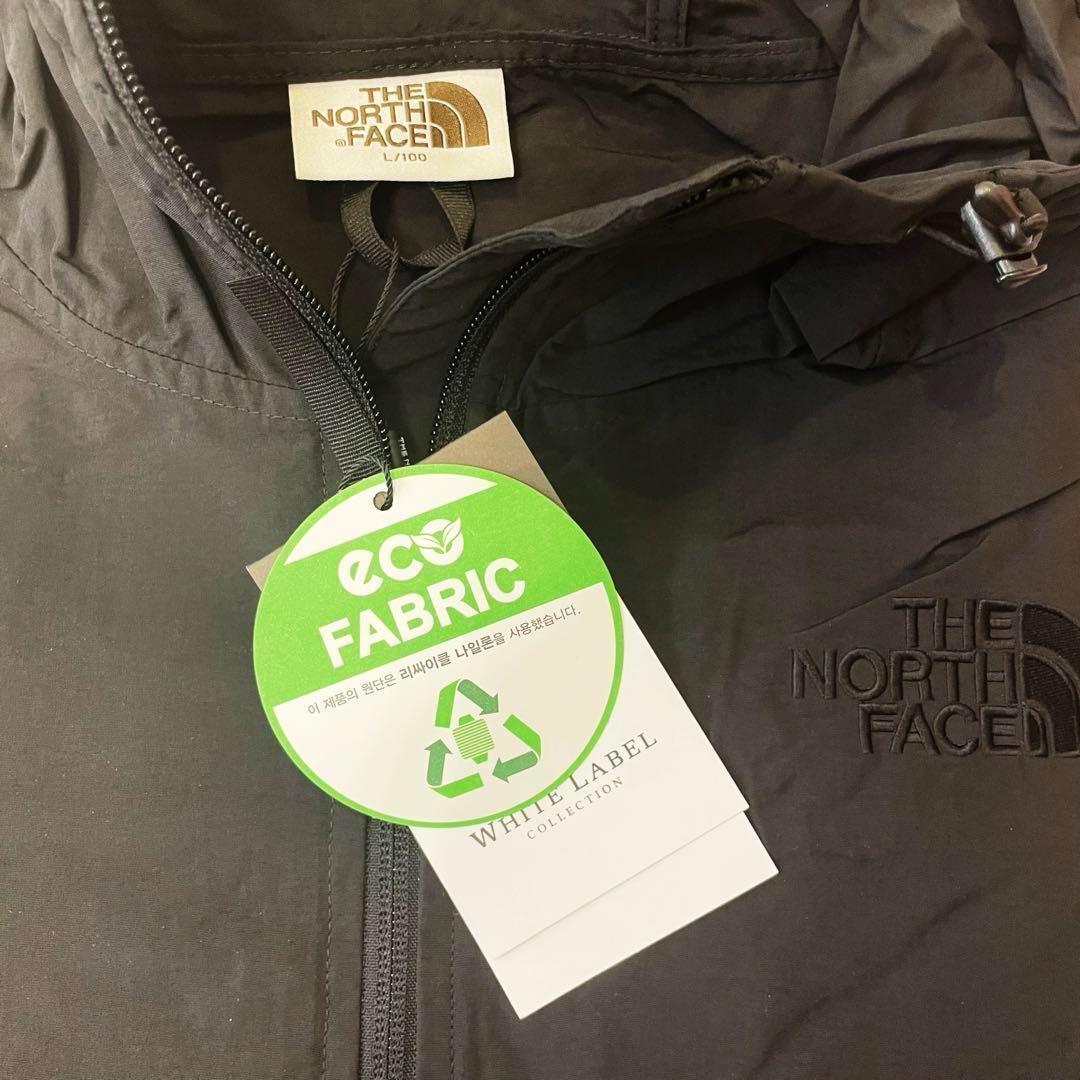 THE
NORTH
FACE
®
L/100
THE N
eco
FABRIC
이 제품의 원단은 리싸이클 나일론을 사용했습니다.
WHITE LABEL
COLLECTION
THE
NORTH
FACE